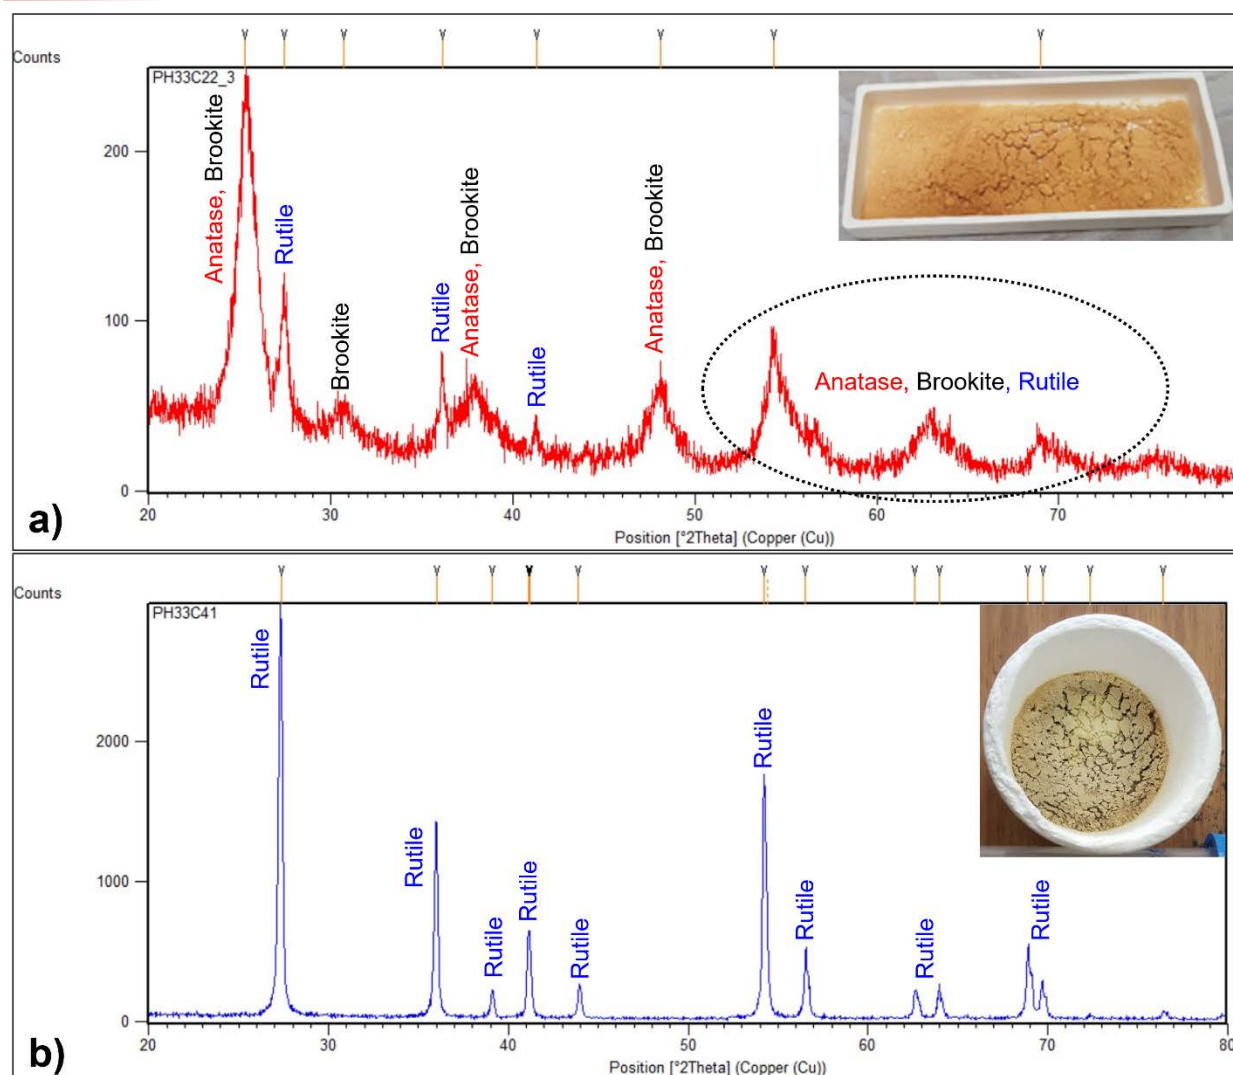 Counts
PH33C22_3
200
100
0
Anatase, Brookite
Rutile
Brookite
Rutile
Anatase, Brookite
Rutile
Anatase, Brookite
Anatase, Brookite, Rutile
20 30 40 50 60 70
Position [°2Theta] (Copper (Cu))
a)
Counts
PH33C41
2000
1000
0
Rutile
Rutile
Rutile
Rutile
Rutile
Rutile
Rutile
Rutile
Rutile
20 30 40 50 60 70 80
Position [°2Theta] (Copper (Cu))
b)